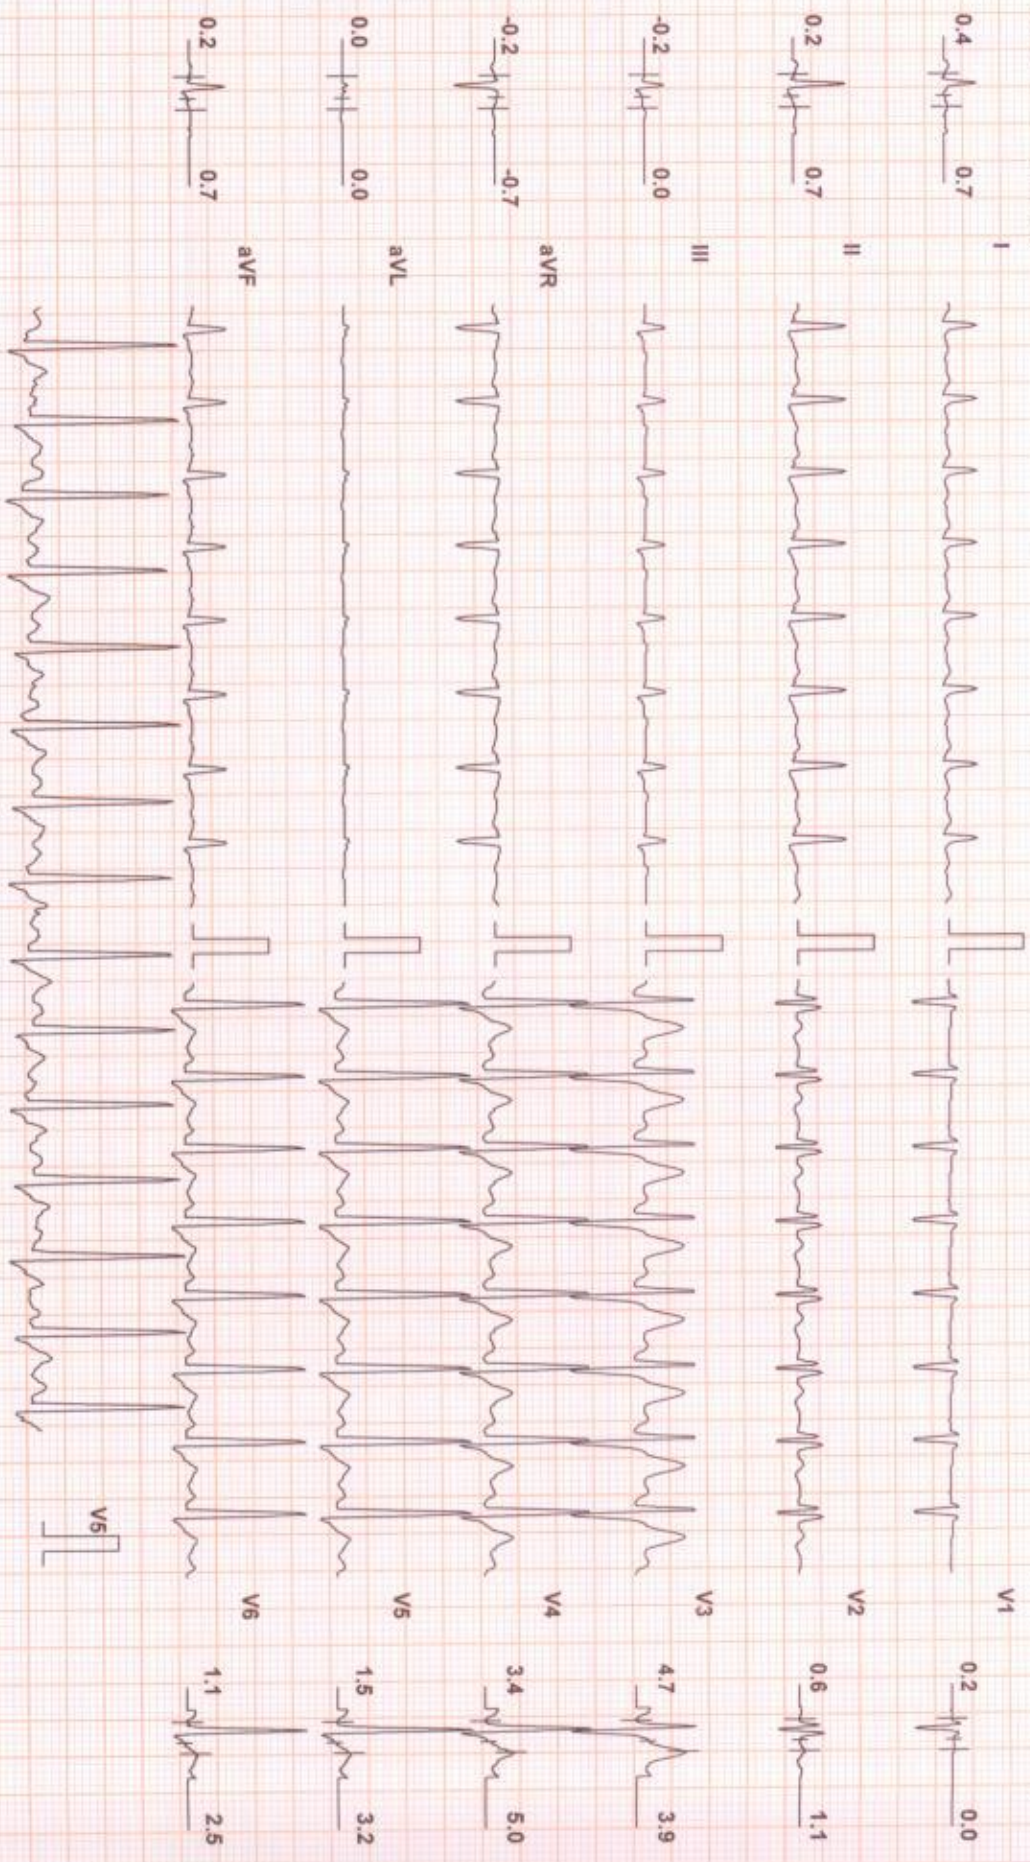 I V1
0.4 0.7 0.2 0.0
II V2
0.2 0.7 0.6 1.1
III V3
-0.2 0.0 4.7 3.9
aVR V4
-0.2 -0.7 3.4 5.0
aVL V5
0.0 0.0 1.5 3.2
aVF V6
0.2 0.7 1.1 2.5
V5